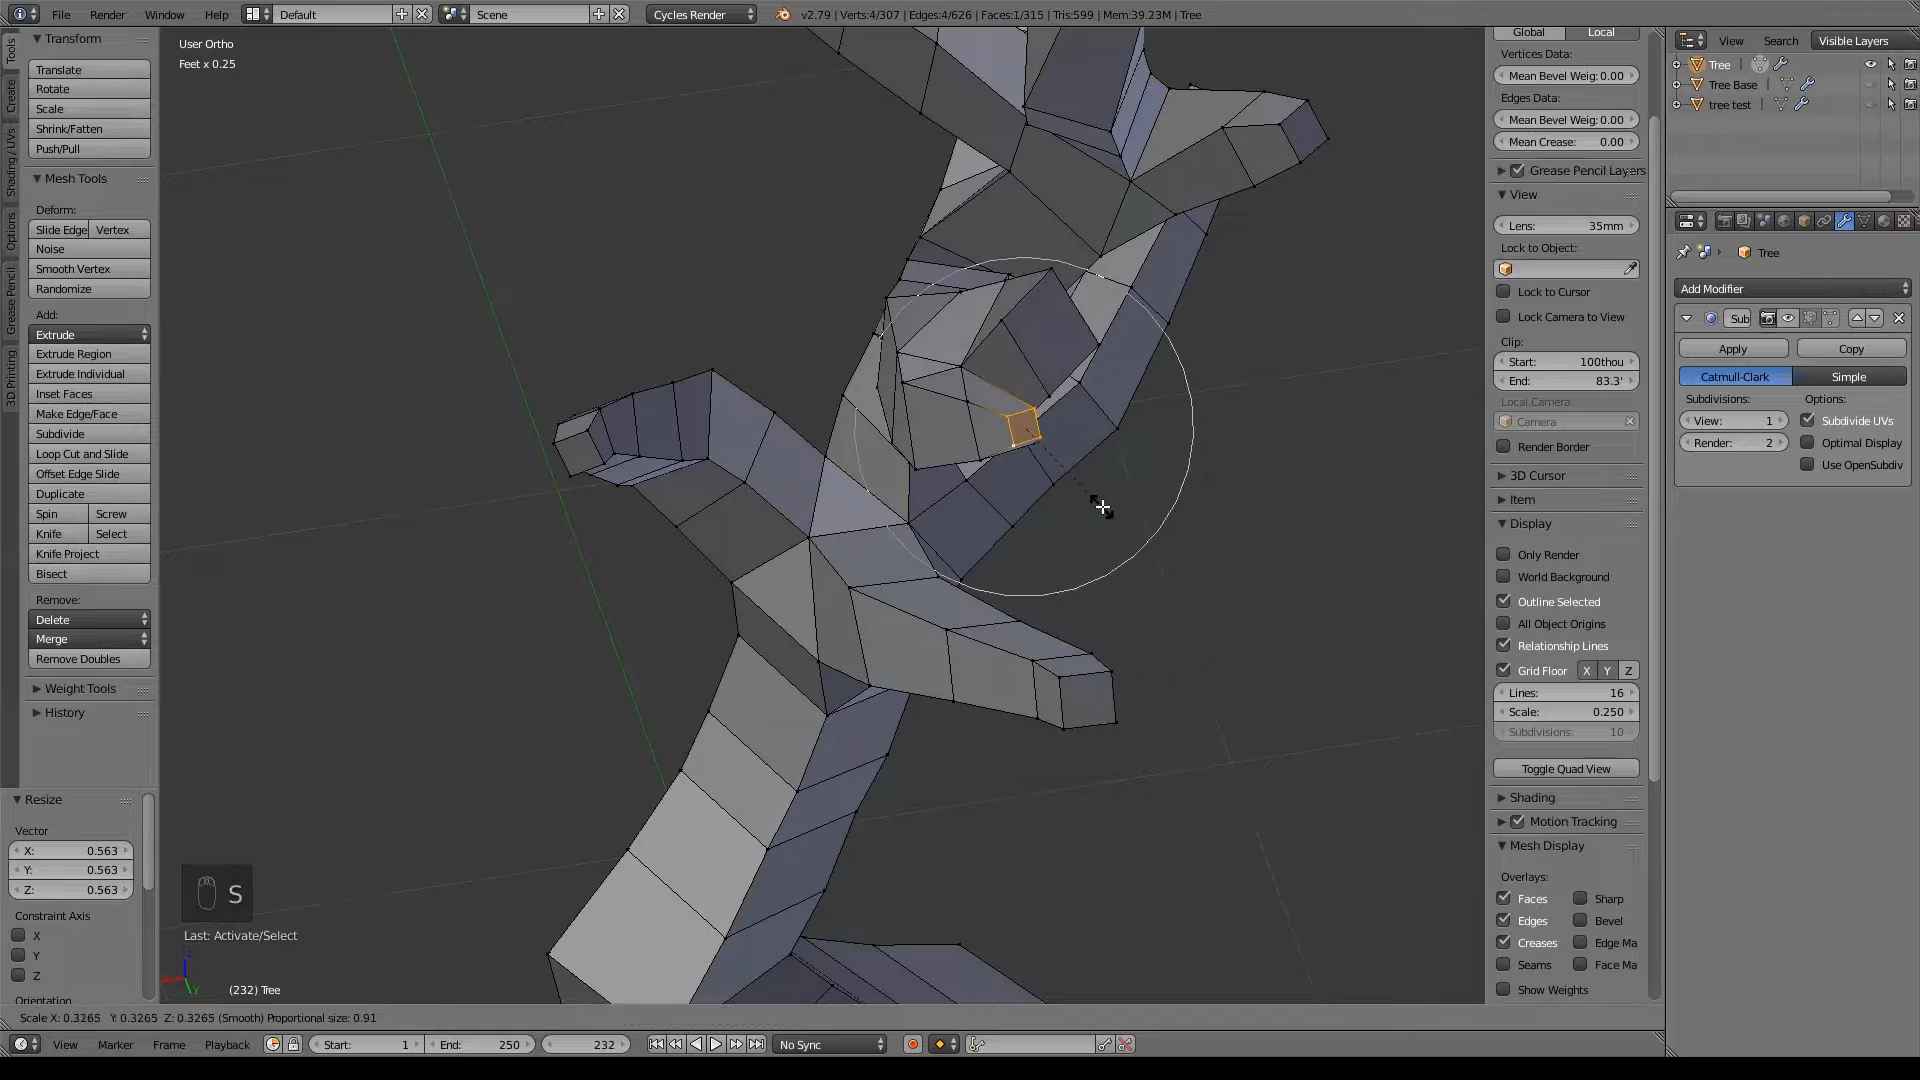 File Render Window Help Default Scene Cycles Render v2.79 | Verts:4/307 | Edges:4/626 | Faces:1/315 | Tris:599 | Mem:39.23M | Tree
Tools
Create
Shading / UVs
Options
Grease Pencil
3D Printing
Transform
Translate
Rotate
Scale
Shrink/Fatten
Push/Pull
Mesh Tools
Deform:
Slide Edge Vertex
Noise
Smooth Vertex
Randomize
Add:
Extrude
Extrude Region
Extrude Individual
Inset Faces
Make Edge/Face
Subdivide
Loop Cut and Slide
Offset Edge Slide
Duplicate
Spin Screw
Knife Select
Knife Project
Bisect
Remove:
Delete
Merge
Remove Doubles
Weight Tools
History
Resize
Vector
X: 0.563
Y: 0.563
Z: 0.563
Constraint Axis
X
Y
Z
Orientation
User Ortho
Feet x 0.25
S
Last: Activate/Select
(232) Tree
Scale X: 0.3265 Y: 0.3265 Z: 0.3265 (Smooth) Proportional size: 0.91
View Marker Frame Playback Start: 1 End: 250 232 No Sync
Global Local
Vertices Data:
Mean Bevel Weig: 0.00
Edges Data:
Mean Bevel Weig: 0.00
Mean Crease: 0.00
Grease Pencil Layers
View
Lens: 35mm
Lock to Object:
Lock to Cursor
Lock Camera to View
Clip:
Start: 100thou
End: 83.3'
Local Camera:
Camera
Render Border
3D Cursor
Item
Display
Only Render
World Background
Outline Selected
All Object Origins
Relationship Lines
Grid Floor X Y Z
Lines: 16
Scale: 0.250
Subdivisions: 10
Toggle Quad View
Shading
Motion Tracking
Mesh Display
Overlays:
Faces Sharp
Edges Bevel
Creases Edge Ma
Seams Face Ma
Show Weights
View Search Visible Layers
Tree
Tree Base
tree test
Tree
Add Modifier
Sub
Apply Copy
Catmull-Clark Simple
Subdivisions: Options:
View: 1 Subdivide UVs
Render: 2 Optimal Display
Use OpenSubdiv